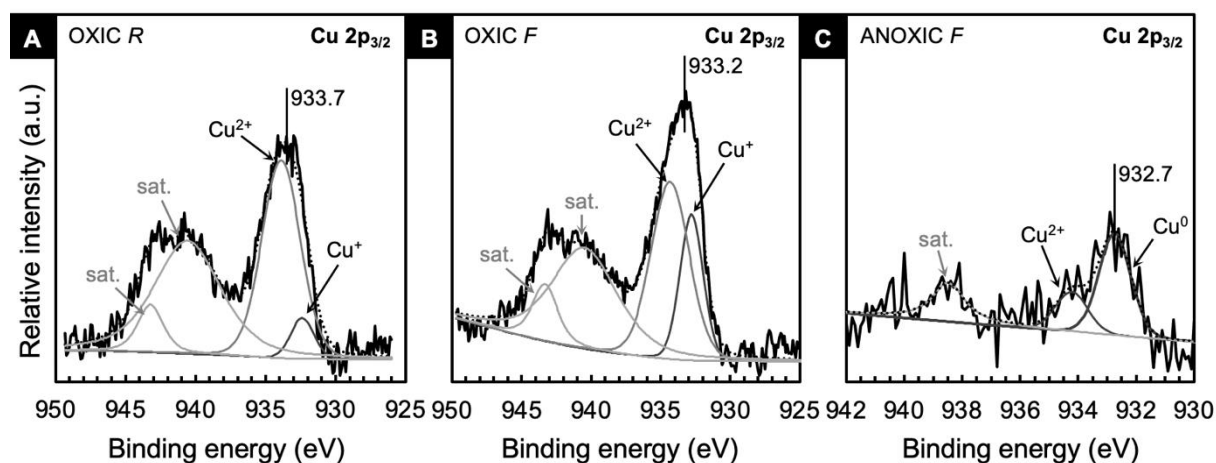 A OXIC R Cu 2p3/2
933.7
Cu2+
sat.
sat.
Cu+
950 945 940 935 930 925
Binding energy (eV)
Relative intensity (a.u.)
B OXIC F Cu 2p3/2
933.2
Cu2+
Cu+
sat.
sat.
950 945 940 935 930 925
Binding energy (eV)
C ANOXIC F Cu 2p3/2
932.7
Cu2+
Cu0
sat.
942 940 938 936 934 932 930
Binding energy (eV)